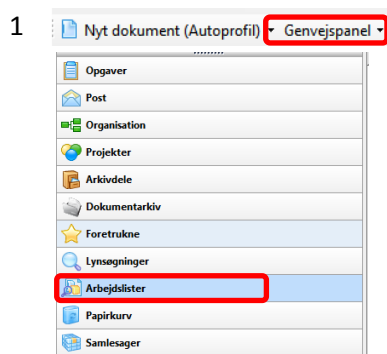 1
Nyt dokument (Autoprofil) Genvejspanel
Opgaver
Post
Organisation
Projekter
Arkivdele
Dokumentarkiv
Foretrukne
Lynsøgninger
Arbejdslister
Papirkurv
Samlesager